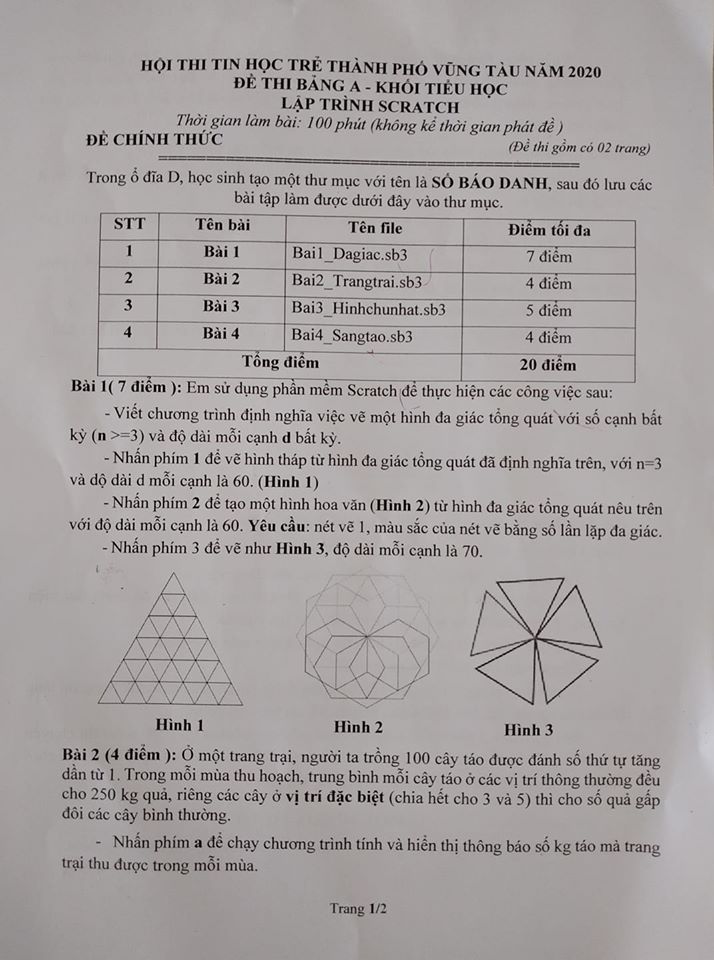 HỘI THI TIN HỌC TRẺ THÀNH PHỐ VŨNG TÀU NĂM 2020
ĐỀ THI BẢNG A - KHỐI TIỂU HỌC
LẬP TRÌNH SCRATCH
Thời gian làm bài: 100 phút (không kể thời gian phát đề )
ĐỀ CHÍNH THỨC
(Đề thi gồm có 02 trang)
Trong ổ đĩa D, học sinh tạo một thư mục với tên là SỐ BÁO DANH, sau đó lưu các
bài tập làm được dưới đây vào thư mục.
STT Tên bài Tên file Điểm tối đa
1 Bài 1 Bai1_Dagiac.sb3 7 điểm
2 Bài 2 Bai2_Trangtrai.sb3 4 điểm
3 Bài 3 Bai3_Hinhchunhat.sb3 5 điểm
4 Bài 4 Bai4_Sangtao.sb3 4 điểm
Tổng điểm 20 điểm
Bài 1( 7 điểm ): Em sử dụng phần mềm Scratch để thực hiện các công việc sau:
- Viết chương trình định nghĩa việc vẽ một hình đa giác tổng quát với số cạnh bất
kỳ (n >=3) và độ dài mỗi cạnh d bất kỳ.
- Nhấn phím 1 để vẽ hình tháp từ hình đa giác tổng quát đã định nghĩa trên, với n=3
và dộ dài d mỗi cạnh là 60. (Hình 1)
- Nhấn phím 2 để tạo một hình hoa văn (Hình 2) từ hình đa giác tổng quát nêu trên
với độ dài mỗi cạnh là 60. Yêu cầu: nét vẽ 1, màu sắc của nét vẽ bằng số lần lặp đa giác.
- Nhấn phím 3 để vẽ như Hình 3, độ dài mỗi cạnh là 70.
Hình 1 Hình 2 Hình 3
Bài 2 (4 điểm ): Ở một trang trại, người ta trồng 100 cây táo được đánh số thứ tự tăng
dần từ 1. Trong mỗi mùa thu hoạch, trung bình mỗi cây táo ở các vị trí thông thường đều
cho 250 kg quả, riêng các cây ở vị trí đặc biệt (chia hết cho 3 và 5) thì cho số quả gấp
đôi các cây bình thường.
- Nhấn phím a để chạy chương trình tính và hiển thị thông báo số kg táo mà trang
trại thu được trong mỗi mùa.
Trang 1/2